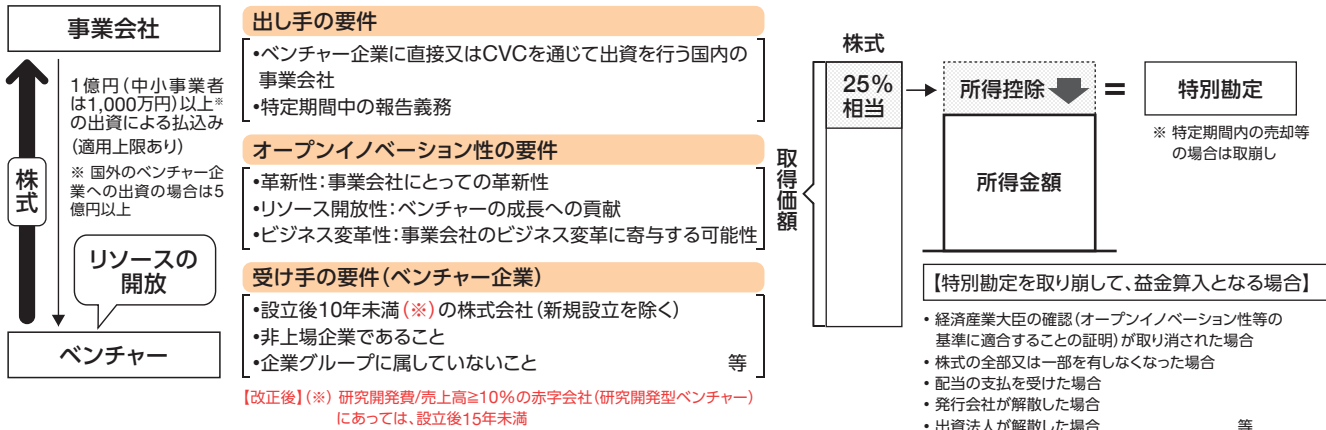 事業会社
1億円（中小事業者
は1,000万円）以上※
の出資による払込み
（適用上限あり）
※ 国外のベンチャー企
業への出資の場合は5
億円以上
株式
リソースの
開放
ベンチャー
出し手の要件
•ベンチャー企業に直接又はCVCを通じて出資を行う国内の
事業会社
•特定期間中の報告義務
オープンイノベーション性の要件
•革新性：事業会社にとっての革新性
•リソース開放性：ベンチャーの成長への貢献
•ビジネス変革性：事業会社のビジネス変革に寄与する可能性
受け手の要件（ベンチャー企業）
•設立後10年未満（※）の株式会社（新規設立を除く）
•非上場企業であること
•企業グループに属していないこと 等
【改正後】（※） 研究開発費/売上高≧10%の赤字会社（研究開発型ベンチャー）
にあっては、設立後15年未満
取得価額
株式
25%
相当
所得控除
=
特別勘定
※ 特定期間内の売却等
の場合は取崩し
所得金額
【特別勘定を取り崩して、益金算入となる場合】
• 経済産業大臣の確認（オープンイノベーション性等の
基準に適合することの証明）が取り消された場合
• 株式の全部又は一部を有しなくなった場合
• 配当の支払を受けた場合
• 発行会社が解散した場合
• 出資法人が解散した場合 等